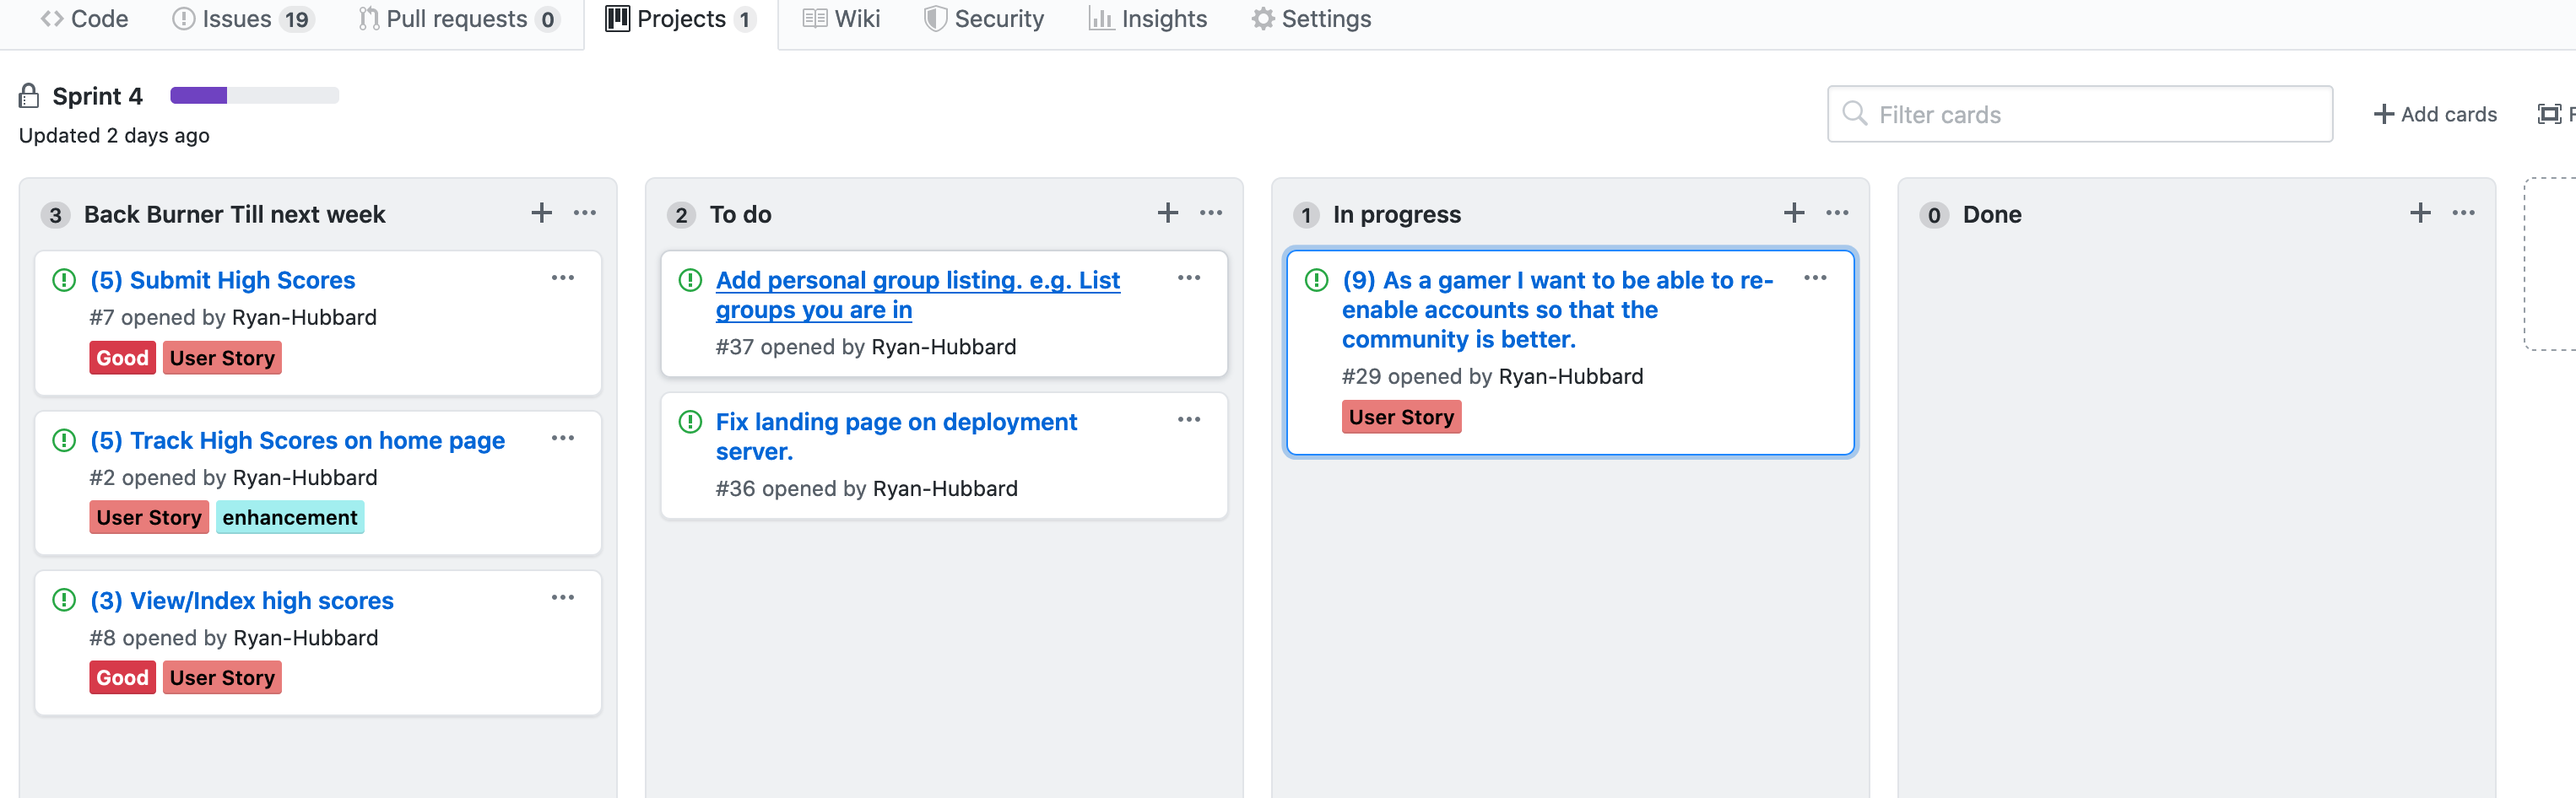 Code Issues 19 Pull requests 0 Projects 1 Wiki Security Insights Settings
Sprint 4
Updated 2 days ago
Filter cards
Add cards
3 Back Burner Till next week
(5) Submit High Scores
#7 opened by Ryan-Hubbard
Good User Story
(5) Track High Scores on home page
#2 opened by Ryan-Hubbard
User Story enhancement
(3) View/Index high scores
#8 opened by Ryan-Hubbard
Good User Story
2 To do
Add personal group listing. e.g. List
groups you are in
#37 opened by Ryan-Hubbard
Fix landing page on deployment
server.
#36 opened by Ryan-Hubbard
1 In progress
(9) As a gamer I want to be able to re-
enable accounts so that the
community is better.
#29 opened by Ryan-Hubbard
User Story
0 Done